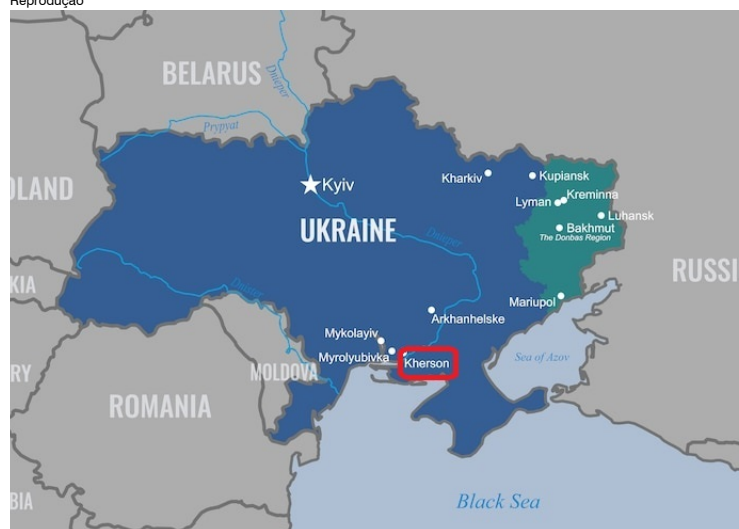 Reprodução
BELARUS
Dnieper
Prypyat
Kyiv
Kharkiv
Kupiansk
Kreminna
Lyman
Luhansk
Bakhmut
The Donbas Region
OLAND
UKRAINE
Dnieper
RUSSI
KIA
Dniester
Mariupol
Arkhanhelske
Mykolayiv
Myrolyubivka
Kherson
Sea of Azov
MOLDOVA
RY
ROMANIA
BIA
Black Sea